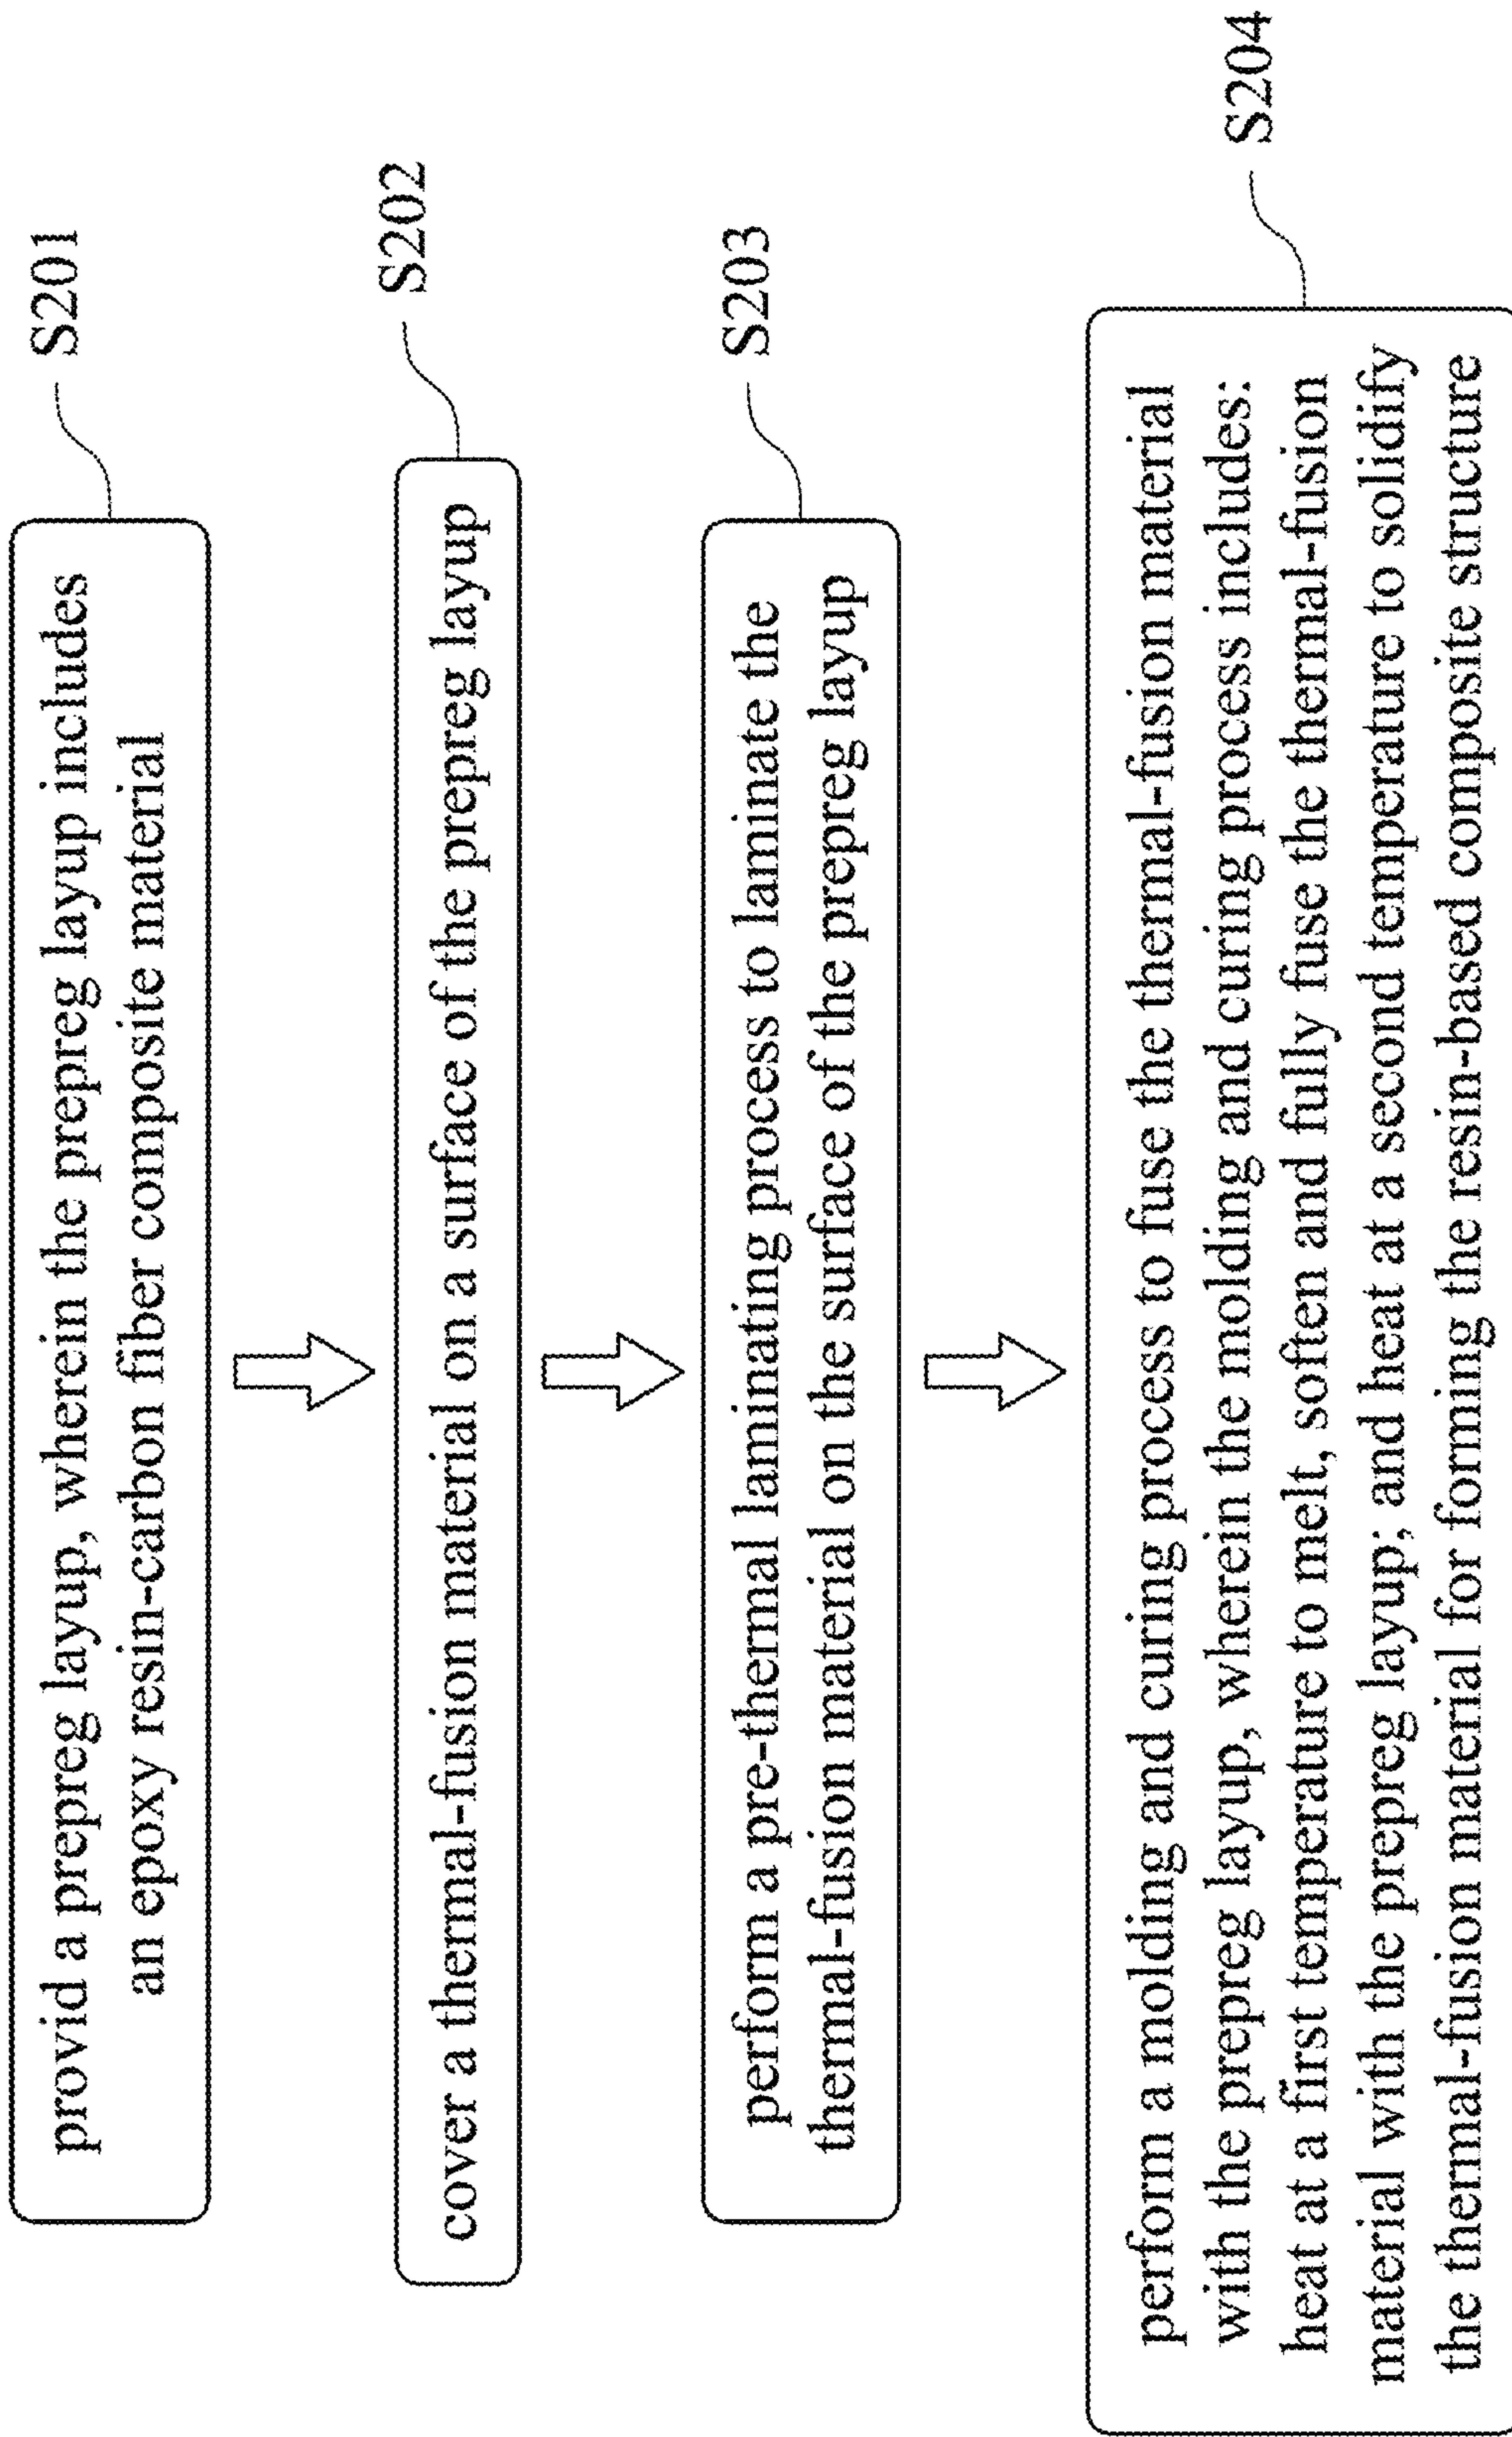 provid a prepreg layup, wherein the prepreg layup includes
an epoxy resin-carbon fiber composite material
S201
cover a thermal-fusion material on a surface of the prepreg layup
S202
perform a pre-thermal laminating process to laminate the
thermal-fusion material on the surface of the prepreg layup
S203
perform a molding and curing process to fuse the thermal-fusion material
with the prepreg layup, wherein the molding and curing process includes:
heat at a first temperature to melt, soften and fully fuse the thermal-fusion
material with the prepreg layup; and heat at a second temperature to solidify
the thermal-fusion material for forming the resin-based composite structure
S204